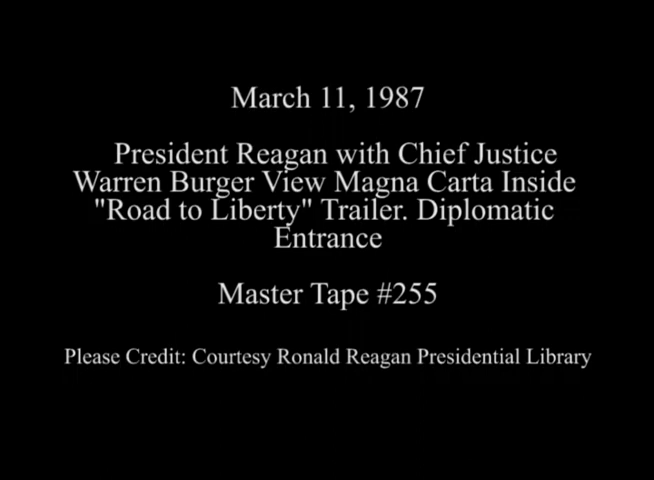 March 11, 1987
President Reagan with Chief Justice
Warren Burger View Magna Carta Inside
"Road to Liberty" Trailer. Diplomatic
Entrance
Master Tape #255
Please Credit: Courtesy Ronald Reagan Presidential Library